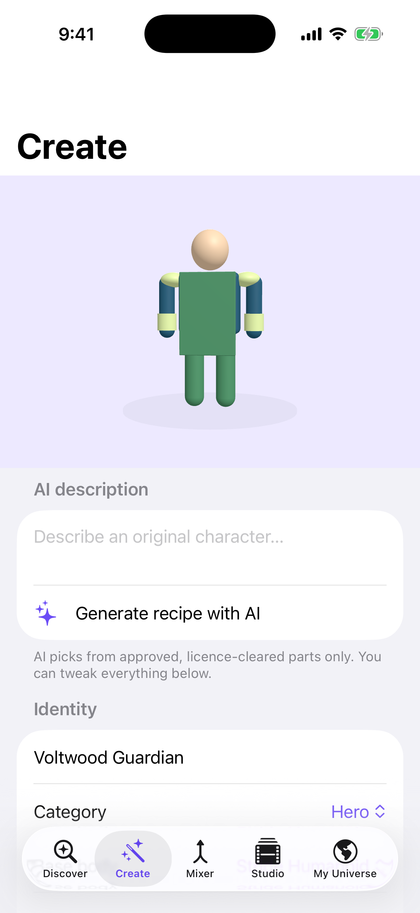 9:41
Create
AI description
Describe an original character...
Generate recipe with AI
AI picks from approved, licence-cleared parts only. You
can tweak everything below.
Identity
Voltwood Guardian
Category
Hero
Discover
Create
Mixer
Studio
My Universe